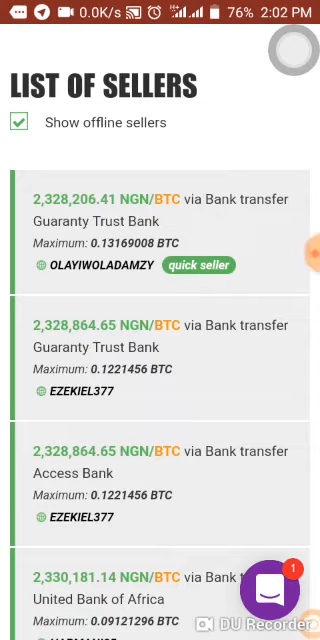 0.0K/s H+ 76% 2:02 PM
LIST OF SELLERS
Show offline sellers
2,328,206.41 NGN/BTC via Bank transfer
Guaranty Trust Bank
Maximum: 0.13169008 BTC
OLAYIWOLADAMZY quick seller
2,328,864.65 NGN/BTC via Bank transfer
Guaranty Trust Bank
Maximum: 0.1221456 BTC
EZEKIEL377
2,328,864.65 NGN/BTC via Bank transfer
Access Bank
Maximum: 0.1221456 BTC
EZEKIEL377
2,330,181.14 NGN/BTC via Bank
United Bank of Africa
1
Maximum: 0.09121296 BTC
DU Recorder